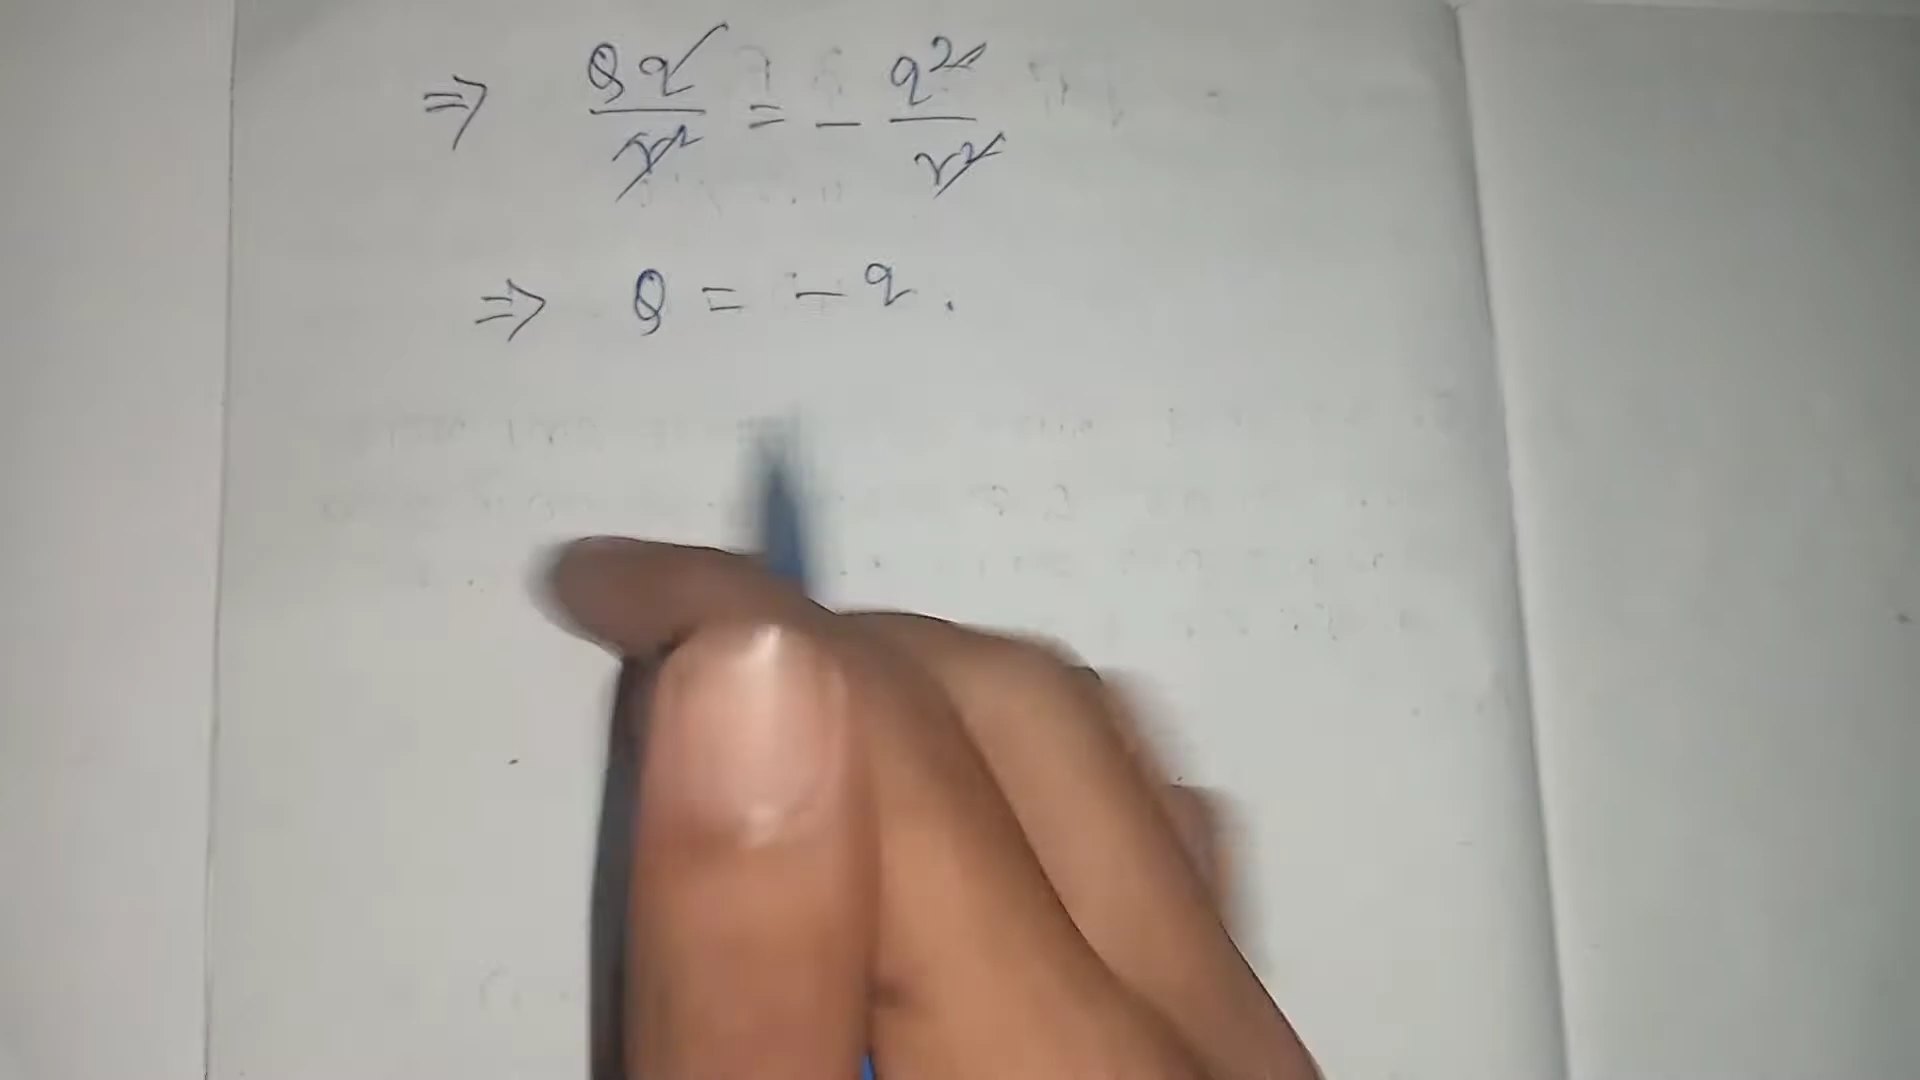 ⇒ Qq/r² = - q²/r²
⇒ Q = - q.